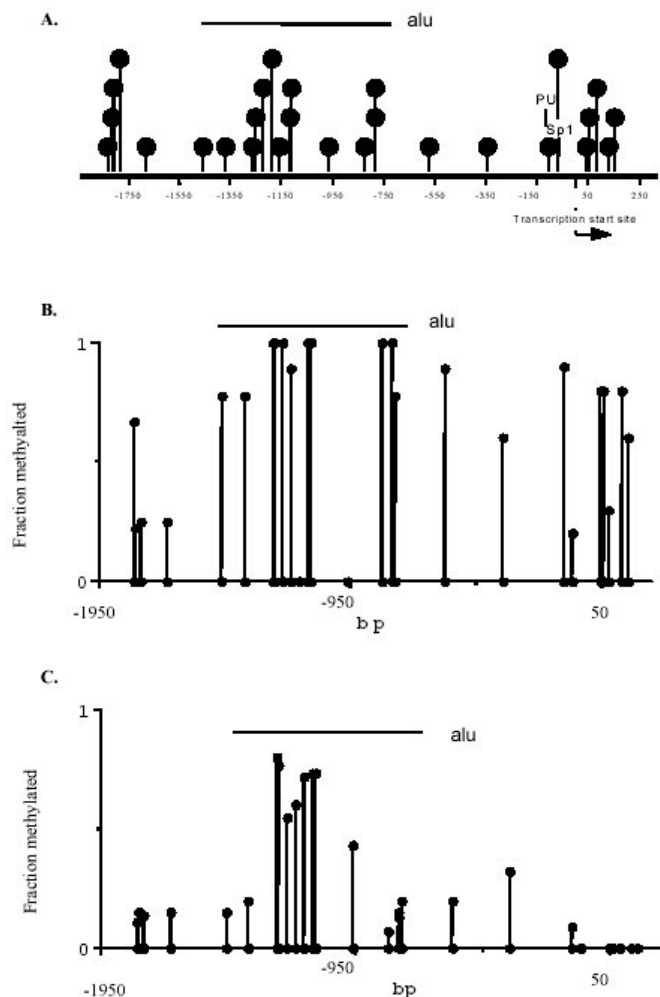 A.
alu
PU
Sp1
-1750 -1550 -1350 -1150 -950 -750 -550 -350 -150 50 250
Transcription start site
B.
alu
1
Fraction methyalted
0
-1950 -950 50
bp
C.
alu
1
Fraction methylated
0
-1950 -950 50
bp